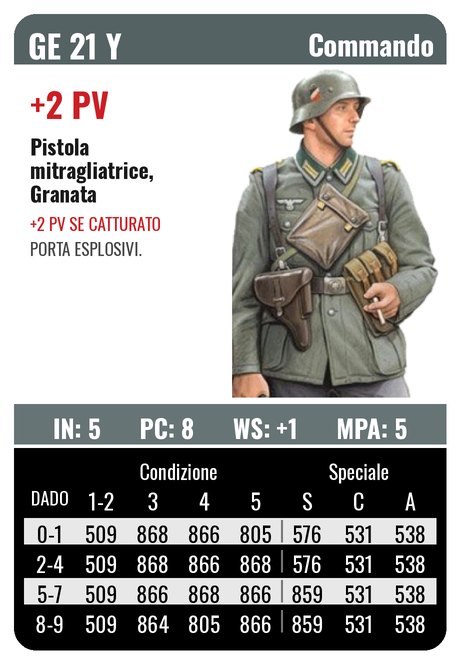 GE 21 Y Commando
+2 PV
Pistola
mitragliatrice,
Granata
+2 PV SE CATTURATO
PORTA ESPLOSIVI.
IN: 5 PC: 8 WS: +1 MPA: 5
Condizione Speciale
DADO 1-2 3 4 5 S C A
0-1 509 868 866 805 576 531 538
2-4 509 868 866 868 576 531 538
5-7 509 866 868 866 859 531 538
8-9 509 864 805 866 859 531 538